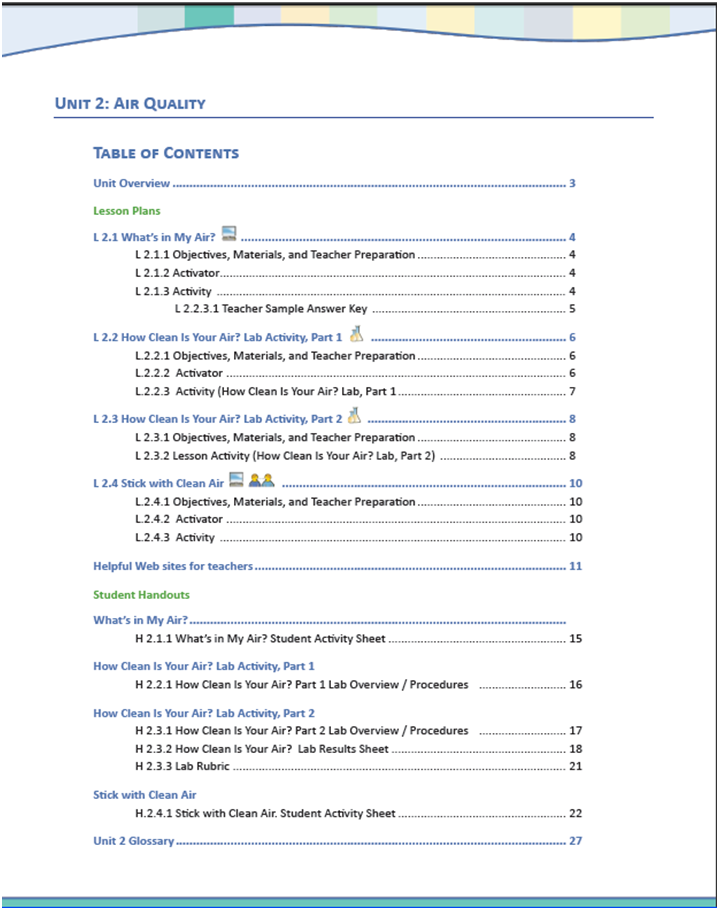 UNIT 2: AIR QUALITY
TABLE OF CONTENTS
Unit Overview ........................................................................ 3
Lesson Plans
L 2.1 What's in My Air? ........................................................................ 4
L 2.1.1 Objectives, Materials, and Teacher Preparation ........................................ 4
L 2.1.2 Activator........................................................................ 4
L 2.1.3 Activity ........................................................................ 4
L 2.2.3.1 Teacher Sample Answer Key ........................................ 5
L 2.2 How Clean Is Your Air? Lab Activity, Part 1 ........................................ 6
L.2.2.1 Objectives, Materials, and Teacher Preparation ........................................ 6
L.2.2.2 Activator ........................................................................ 6
L.2.2.3 Activity (How Clean Is Your Air? Lab, Part 1 ........................................ 7
L 2.3 How Clean Is Your Air? Lab Activity, Part 2 ........................................ 8
L 2.3.1 Objectives, Materials, and Teacher Preparation ........................................ 8
L 2.3.2 Lesson Activity (How Clean Is Your Air? Lab, Part 2) ........................................ 8
L 2.4 Stick with Clean Air ........................................................................ 10
L.2.4.1 Objectives, Materials, and Teacher Preparation ........................................ 10
L.2.4.2 Activator ........................................................................ 10
L.2.4.3 Activity ........................................................................ 10
Helpful Web sites for teachers ........................................................................ 11
Student Handouts
What's in My Air? ........................................................................
H 2.1.1 What's in My Air? Student Activity Sheet ........................................ 15
How Clean Is Your Air? Lab Activity, Part 1
H 2.2.1 How Clean Is Your Air? Part 1 Lab Overview / Procedures ........................ 16
How Clean Is Your Air? Lab Activity, Part 2
H 2.3.1 How Clean Is Your Air? Part 2 Lab Overview / Procedures ........................ 17
H 2.3.2 How Clean Is Your Air? Lab Results Sheet ........................................ 18
H 2.3.3 Lab Rubric ........................................................................ 21
Stick with Clean Air
H.2.4.1 Stick with Clean Air. Student Activity Sheet ........................................ 22
Unit 2 Glossary ........................................................................ 27